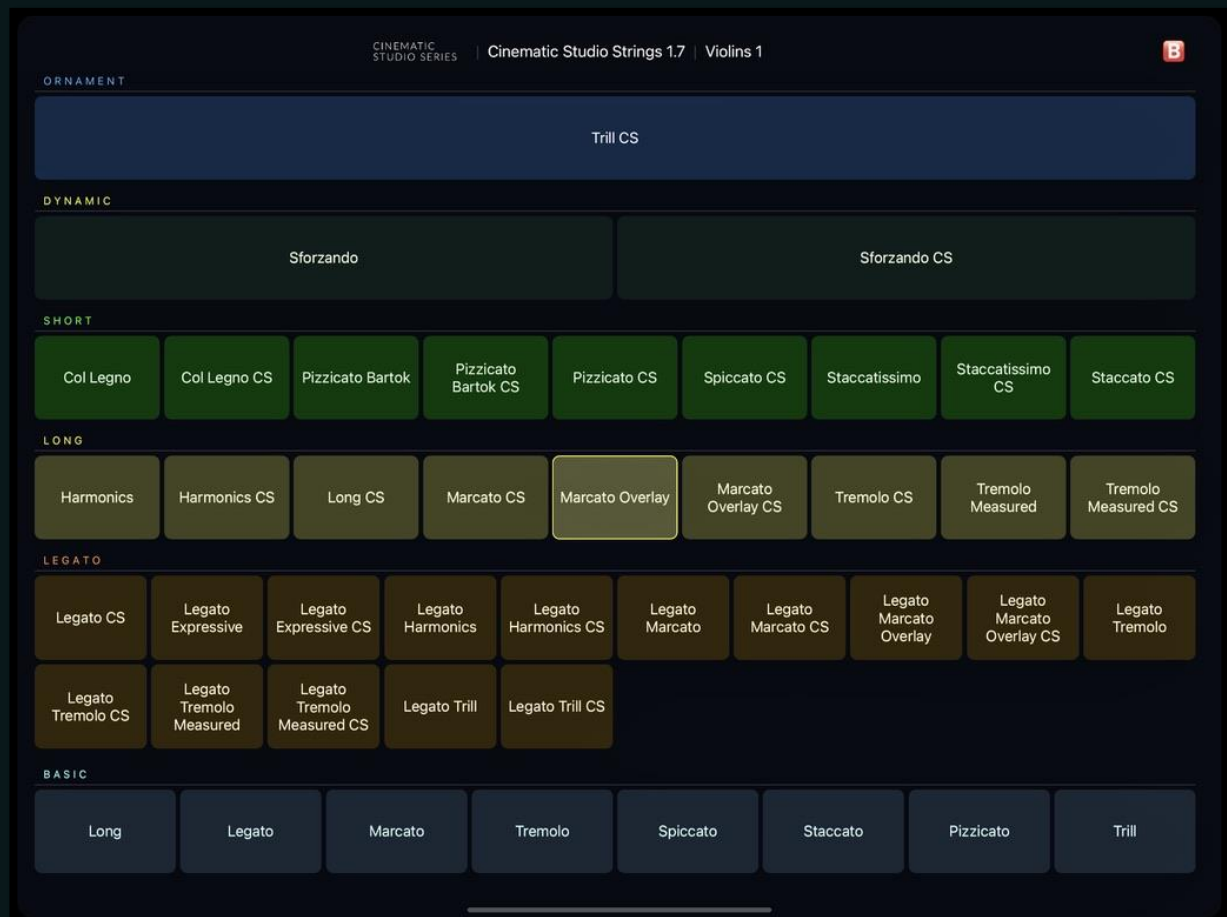 CINEMATIC
STUDIO SERIES
Cinematic Studio Strings 1.7 | Violins 1
B
ORNAMENT
Trill CS
DYNAMIC
Sforzando
Sforzando CS
SHORT
Col Legno
Col Legno CS
Pizzicato Bartok
Pizzicato
Bartok CS
Pizzicato CS
Spiccato CS
Staccatissimo
Staccatissimo
CS
Staccato CS
LONG
Harmonics
Harmonics CS
Long CS
Marcato CS
Marcato Overlay
Marcato
Overlay CS
Tremolo CS
Tremolo
Measured
Tremolo
Measured CS
LEGATO
Legato CS
Legato
Expressive
Legato
Expressive CS
Legato
Harmonics
Legato
Harmonics CS
Legato
Marcato
Legato
Marcato CS
Legato
Marcato
Overlay
Legato
Marcato
Overlay CS
Legato
Tremolo
Legato
Tremolo CS
Legato
Tremolo
Measured
Legato
Tremolo
Measured CS
Legato Trill
Legato Trill CS
BASIC
Long
Legato
Marcato
Tremolo
Spiccato
Staccato
Pizzicato
Trill